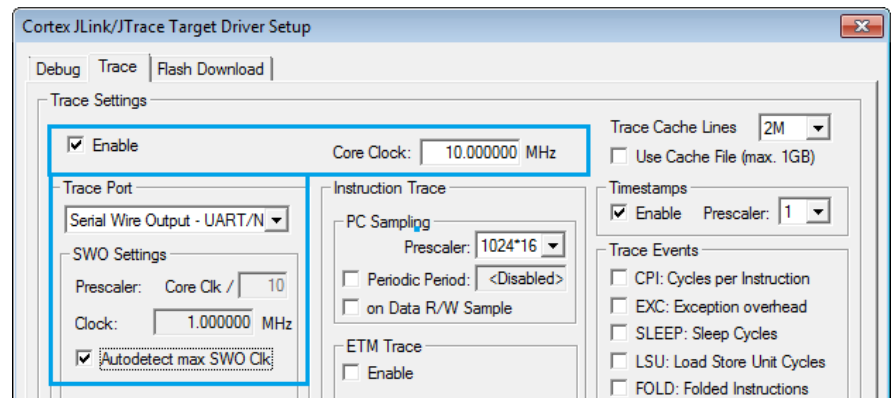 Cortex JLink/JTrace Target Driver Setup
Debug Trace Flash Download
Trace Settings
Enable
Core Clock: 10.000000 MHz
Trace Cache Lines 2M
Use Cache File (max. 1GB)
Trace Port
Serial Wire Output - UART/N
SWO Settings
Prescaler: Core Clk / 10
Clock: 1.000000 MHz
Autodetect max SWO Clk
Instruction Trace
PC Sampling
Prescaler: 1024*16
Periodic Period: <Disabled>
on Data R/W Sample
ETM Trace
Enable
Timestamps
Enable Prescaler: 1
Trace Events
CPI: Cycles per Instruction
EXC: Exception overhead
SLEEP: Sleep Cycles
LSU: Load Store Unit Cycles
FOLD: Folded Instructions